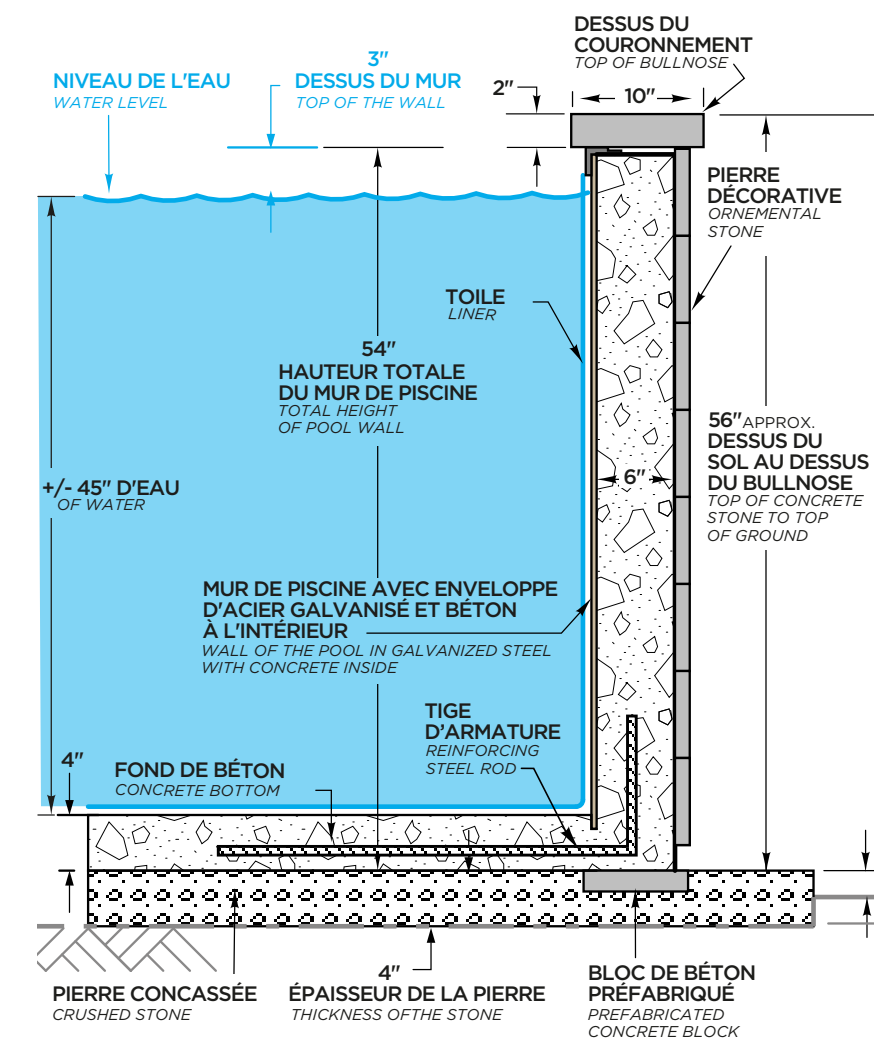 DESSUS DU
COURONNEMENT
TOP OF BULLNOSE
3"
DESSUS DU MUR
TOP OF THE WALL
NIVEAU DE L'EAU
WATER LEVEL
2"
10"
PIERRE
DÉCORATIVE
ORNEMENTAL
STONE
TOILE
LINER
54"
HAUTEUR TOTALE
DU MUR DE PISCINE
TOTAL HEIGHT
OF POOL WALL
56" APPROX.
DESSUS DU
SOL AU DESSUS
DU BULLNOSE
TOP OF CONCRETE
STONE TO TOP
OF GROUND
6"
+/- 45" D'EAU
OF WATER
MUR DE PISCINE AVEC ENVELOPPE
D'ACIER GALVANISÉ ET BÉTON
À L'INTÉRIEUR
WALL OF THE POOL IN GALVANIZED STEEL
WITH CONCRETE INSIDE
TIGE
D’ARMATURE
REINFORCING
STEEL ROD
4"
FOND DE BÉTON
CONCRETE BOTTOM
PIERRE CONCASSÉE
CRUSHED STONE
4"
ÉPAISSEUR DE LA PIERRE
THICKNESS OFTHE STONE
BLOC DE BÉTON
PRÉFABRIQUÉ
PREFABRICATED
CONCRETE BLOCK